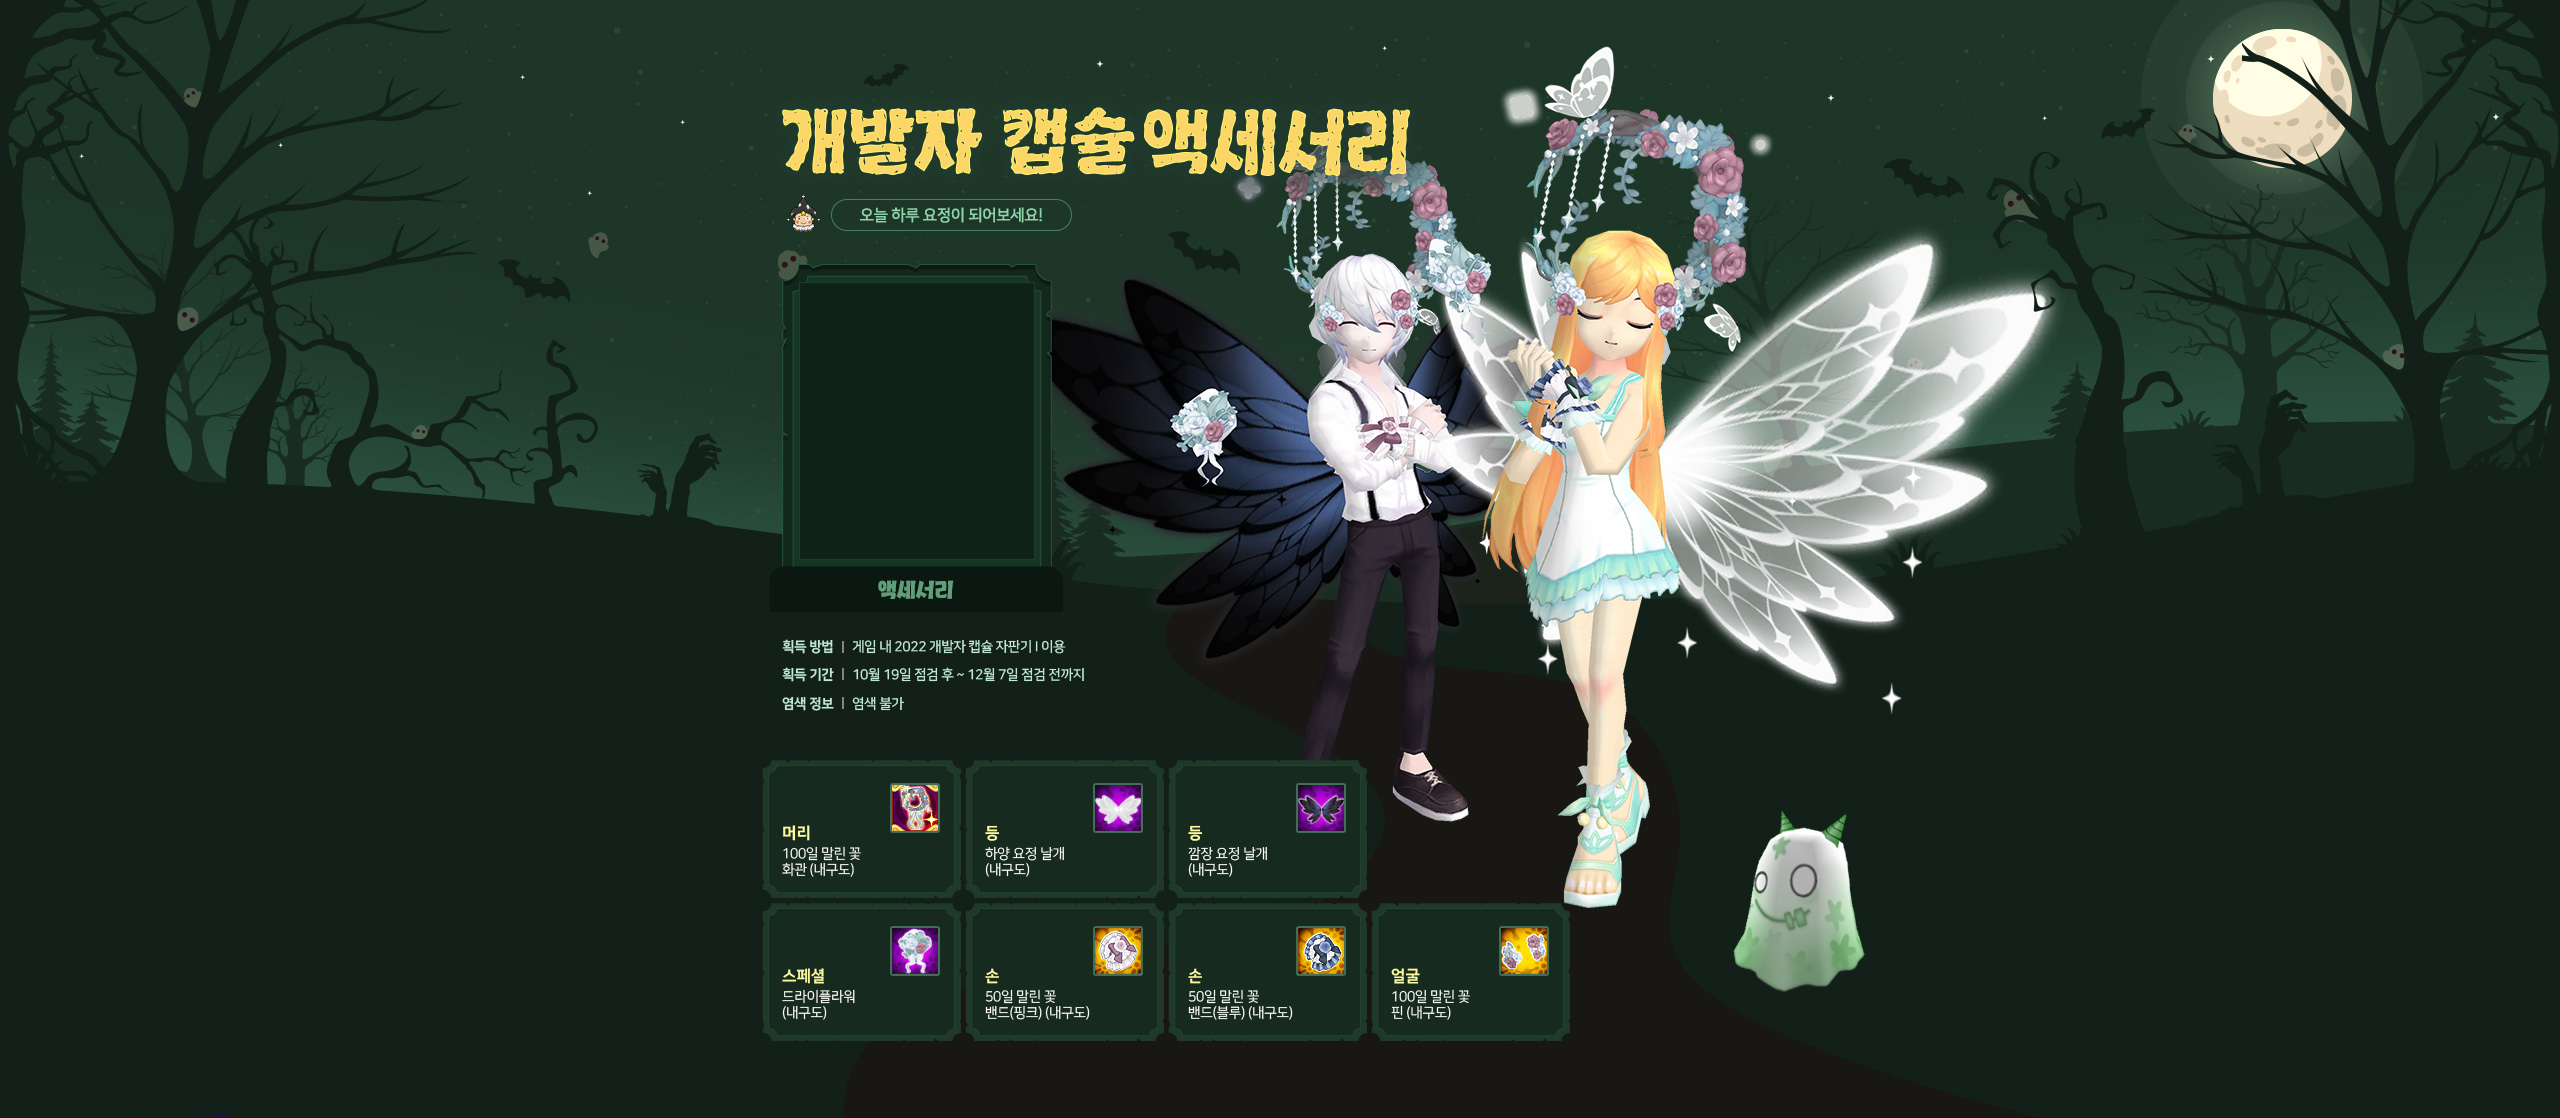 개발자 캡슐 액세서리
오늘 하루 요정이 되어보세요!
액세서리
획득 방법 | 게임 내 2022 개발자 캡슐 자판기 I 이용
획득 기간 | 10월 19일 점검 후 ~ 12월 7일 점검 전까지
염색 정보 | 염색 불가
머리
100일 말린 꽃
화관 (내구도)
등
하양 요정 날개
(내구도)
등
깜장 요정 날개
(내구도)
스페셜
드라이플라워
(내구도)
손
50일 말린 꽃
밴드(핑크) (내구도)
손
50일 말린 꽃
밴드(블루) (내구도)
얼굴
100일 말린 꽃
핀 (내구도)